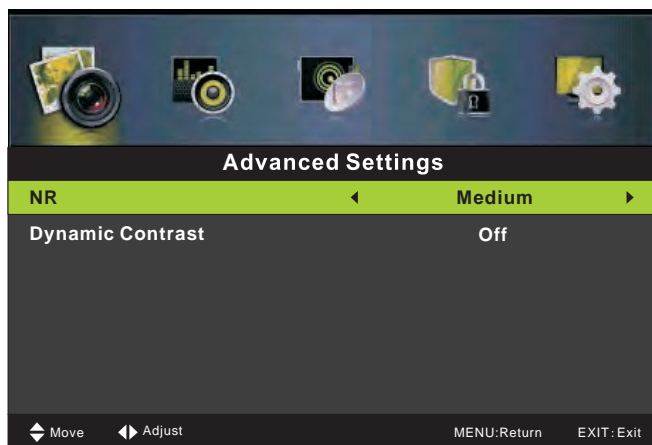 Advanced Settings
NR Medium
Dynamic Contrast Off
Move Adjust MENU:Return EXIT:Exit